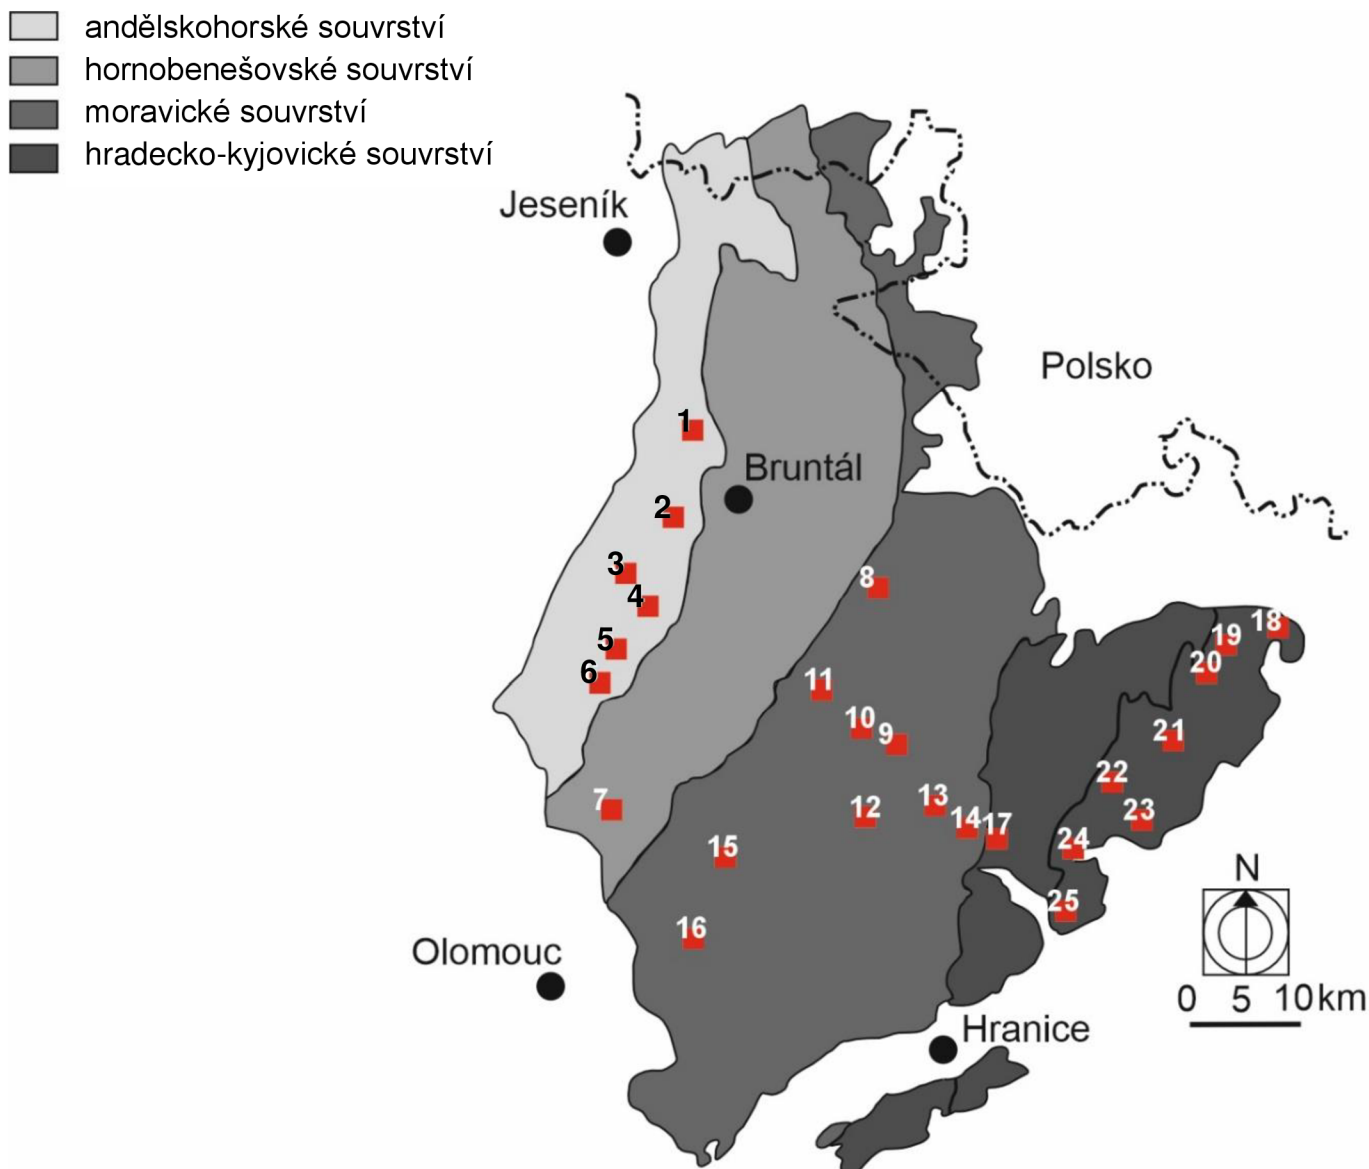 andělskohorské souvrství
hornobenešovské souvrství
moravické souvrství
hradecko-kyjovické souvrství
Jeseník
Polsko
1
Bruntál
2
3
4
8
5
6
18
19
20
11
10
9
21
22
7
12
13
14
17
23
15
24
N
25
16
Olomouc
0 5 10 km
Hranice